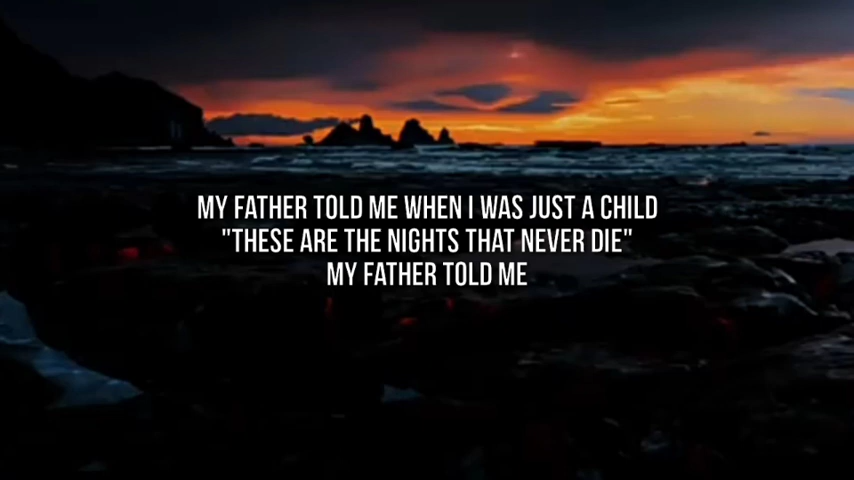 MY FATHER TOLD ME WHEN I WAS JUST A CHILD
"THESE ARE THE NIGHTS THAT NEVER DIE"
MY FATHER TOLD ME